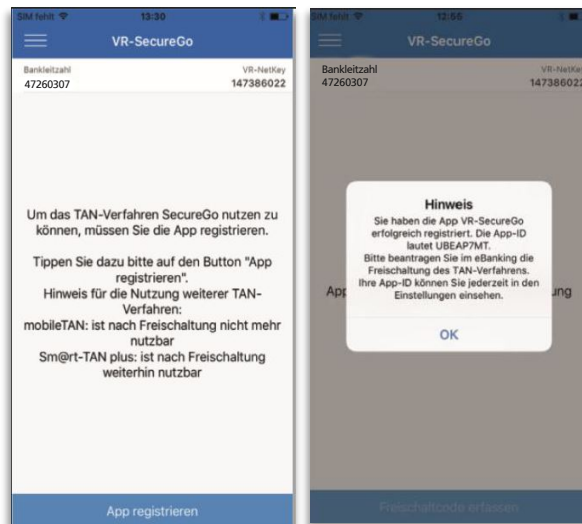 SIM fehlt 13:30
VR-SecureGo
Bankleitzahl VR-NetKey
47260307 147386022
Um das TAN-Verfahren SecureGo nutzen zu
können, müssen Sie die App registrieren.
Tippen Sie dazu bitte auf den Button "App
registrieren".
Hinweis für die Nutzung weiterer TAN-
Verfahren:
mobileTAN: ist nach Freischaltung nicht mehr
nutzbar
Sm@rt-TAN plus: ist nach Freischaltung
weiterhin nutzbar
App registrieren
SIM fehlt 12:56
VR-SecureGo
Bankleitzahl VR-NetKey
47260307 147386022
Hinweis
Sie haben die App VR-SecureGo
erfolgreich registriert. Die App-ID
lautet UBEAP7MT.
Bitte beantragen Sie im eBanking die
Freischaltung des TAN-Verfahrens.
Ihre App-ID können Sie jederzeit in den
Einstellungen einsehen.
App ung
OK
Freischaltcode erfassen